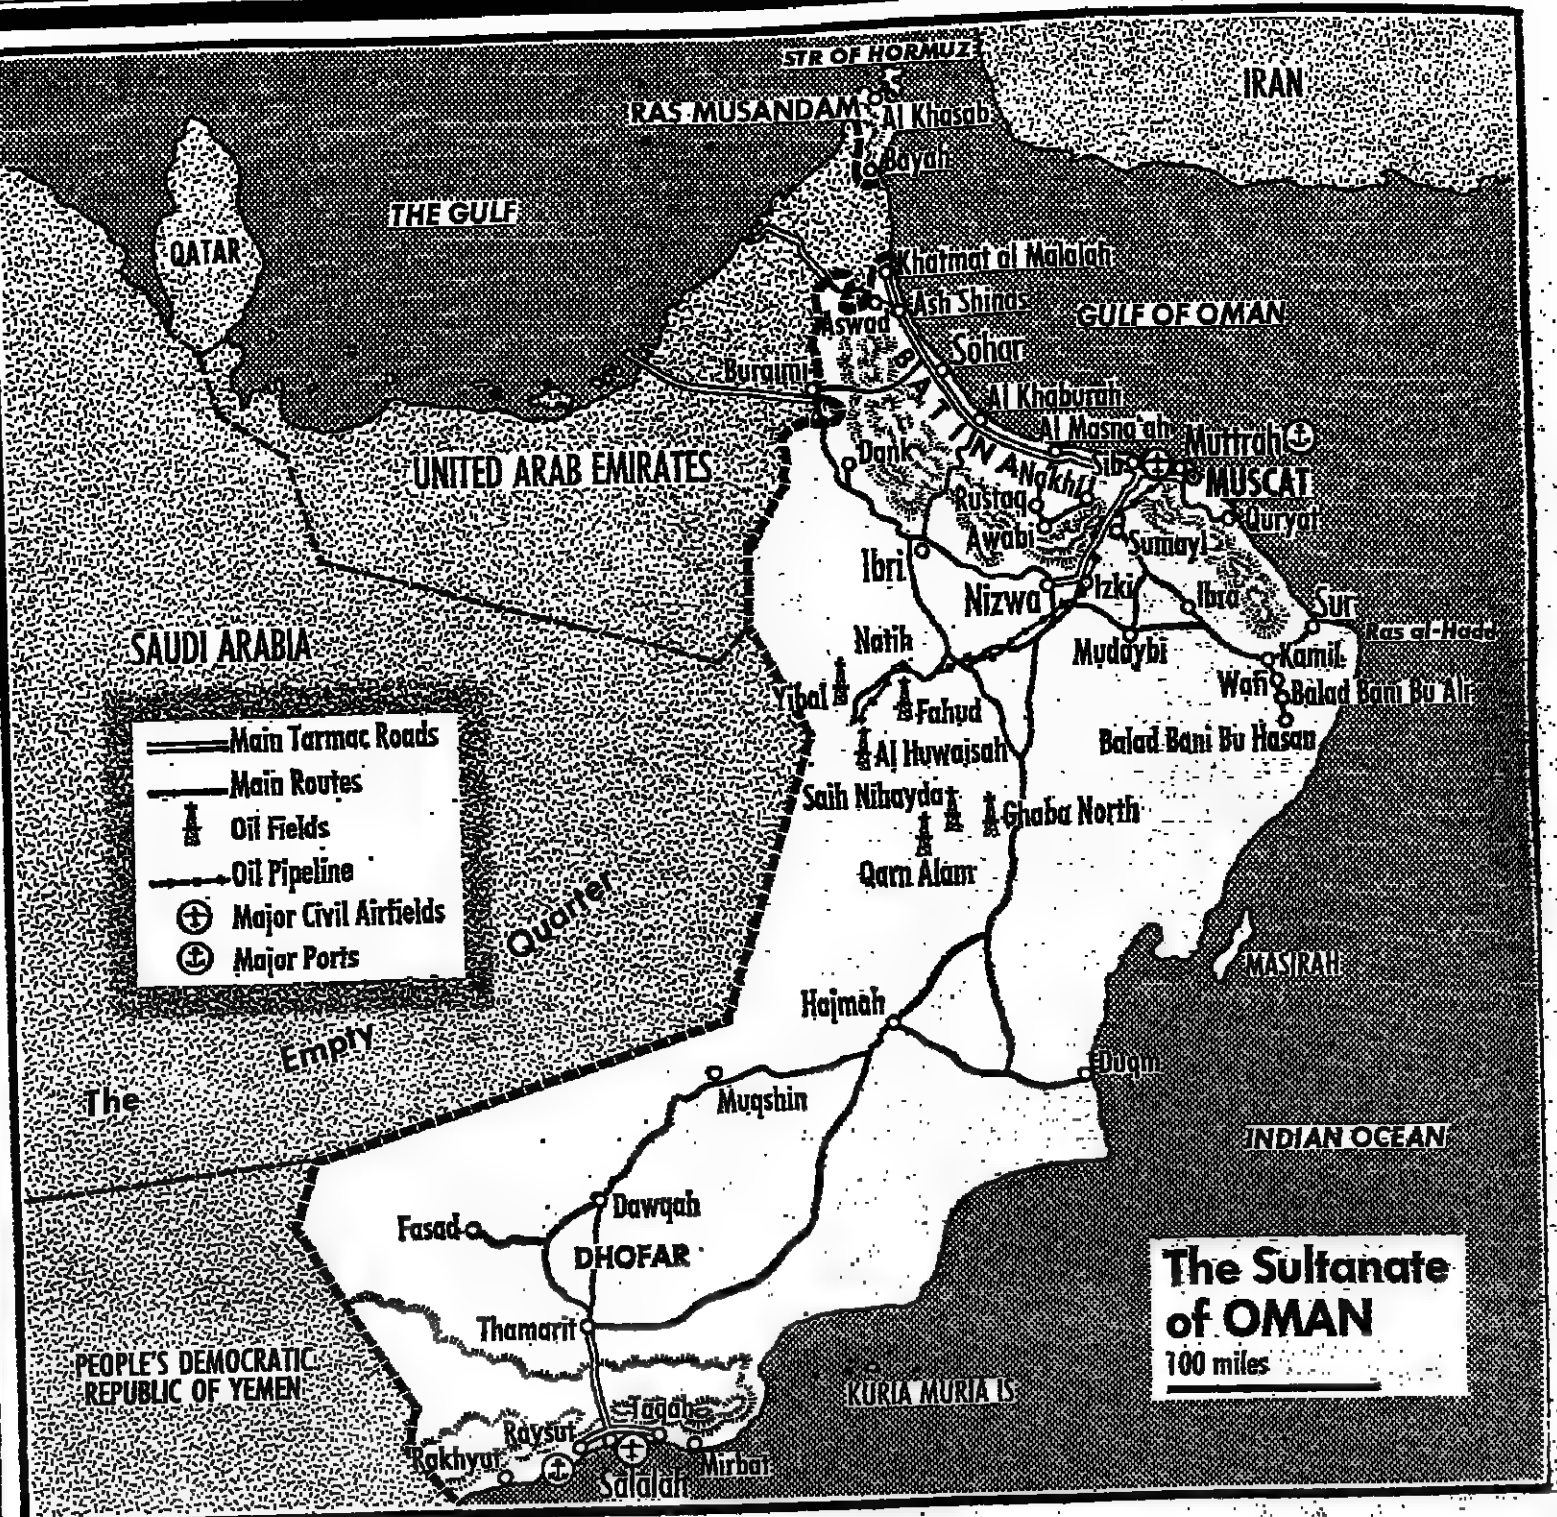 STR OF HORMUZ
IRAN
RAS MUSANDAM
Al Khasab
Bayah
THE GULF
QATAR
Khatmat al Malalah
Ash Shinas
GULF OF OMAN
Aswad
Sohar
Buraimi
BATTINA
Al Khaburah
Al Masna'ah
Muttrah
UNITED ARAB EMIRATES
Dank
Nakhl
Sib
MUSCAT
Rustaq
Quryat
Awabi
Sumayl
Ibri
Nizwa
Izki
Ibra
Sur
SAUDI ARABIA
Natih
Mudaybi
Ras al-Hadd
Kamil
Yibal
Wafi
Balad Bani Bu Ali
Fahud
Balad Bani Bu Hasan
Al Huwaisah
Saih Nihayda
Ghaba North
Qarn Alam
Main Tarmac Roads
Main Routes
Oil Fields
Oil Pipeline
Major Civil Airfields
Major Ports
The
Empty
Quarter
MASIRAH
Hajmah
Duqm
Muqshin
INDIAN OCEAN
Dawqah
Fasad
DHOFAR
The Sultanate
of OMAN
100 miles
Thamarit
PEOPLE'S DEMOCRATIC
REPUBLIC OF YEMEN
KURIA MURIA IS
Taqah
Raysut
Rakhyut
Salalah
Mirbat